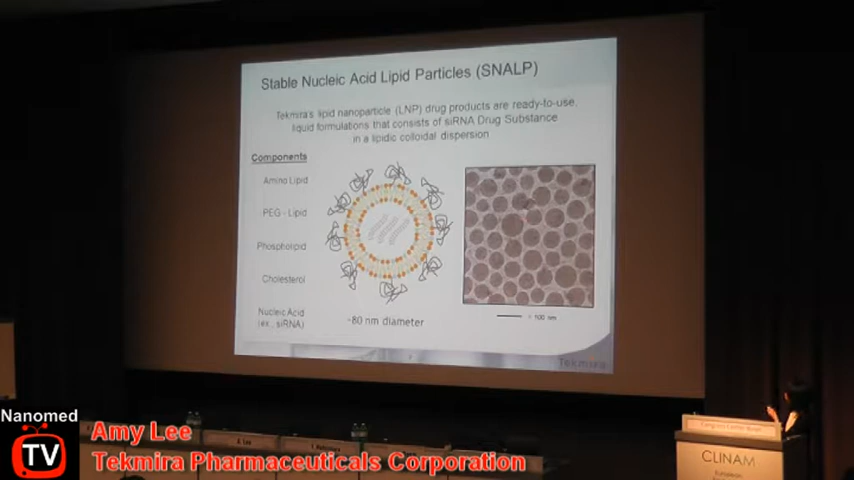 Stable Nucleic Acid Lipid Particles (SNALP)
Tekmira's lipid nanoparticle (LNP) drug products are ready-to-use,
liquid formulations that consists of siRNA Drug Substance
in a lipidic colloidal dispersion
Components
Amino Lipid
PEG - Lipid
Phospholipid
Cholesterol
Nucleic Acid
(ex., siRNA)
~80 nm diameter
100 nm
Tekmira
CLINAM
Nanomed
TV
Amy Lee
Tekmira Pharmaceuticals Corporation